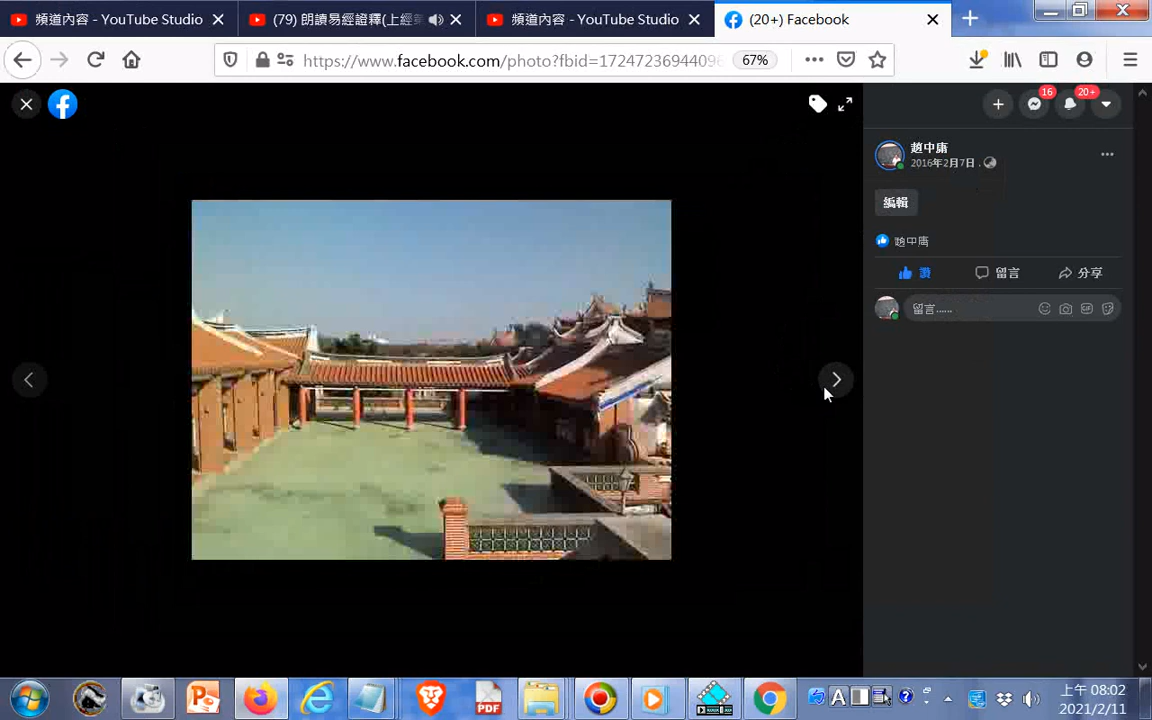 頻道內容 - YouTube Studio
(79) 朗讀易經證釋(上經
頻道內容 - YouTube Studio
(20+) Facebook
https://www.facebook.com/photo?fbid=1724723694409
67%
16
20+
趙中庸
2016年2月7日 .
編輯
趙中庸
讚
留言
分享
留言......
GIF
PDF
A
上午 08:02
2021/2/11